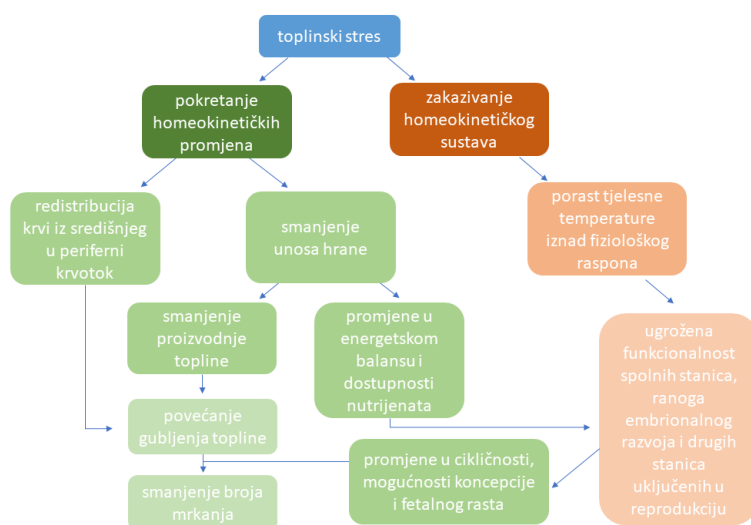 toplinski stres
pokretanje
homeokinetičkih
promjena
zakazivanje
homeokinetičkog
sustava
redistribucija
krvi iz središnjeg
u periferni
krvotok
smanjenje
unosa hrane
porast tjelesne
temperature
iznad fiziološkog
raspona
smanjenje
proizvodnje
topline
promjene u
energetskom
balansu i
dostupnosti
nutrijenata
ugrožena
funkcionalnost
spolnih stanica,
ranoga
embrionalnog
razvoja i drugih
stanica
uključenih u
reprodukciju
povećanje
gubljenja topline
promjene u cikličnosti,
mogućnosti koncepcije
i fetalnog rasta
smanjenje broja
mrkanja